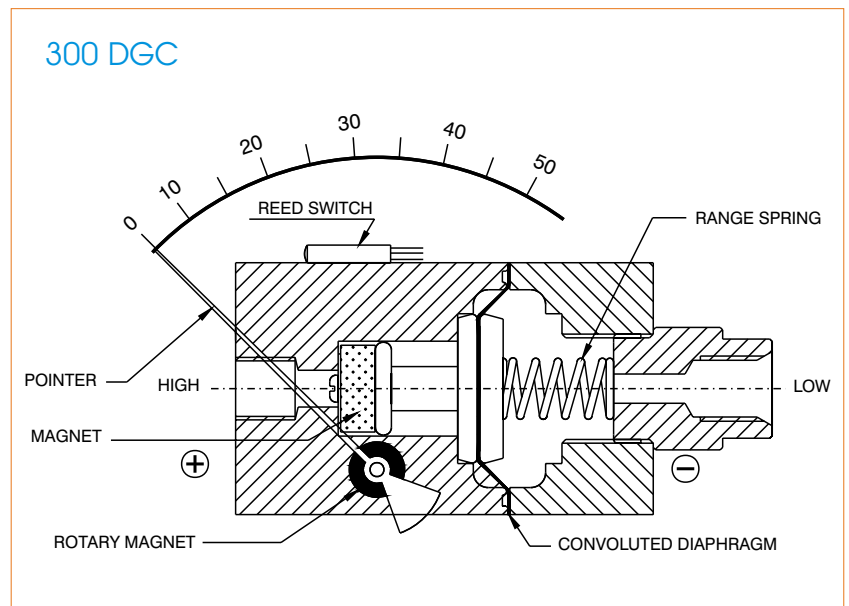 300 DGC
0
10
20
30
40
50
REED SWITCH
RANGE SPRING
POINTER
HIGH
LOW
MAGNET
+
−
ROTARY MAGNET
CONVOLUTED DIAPHRAGM